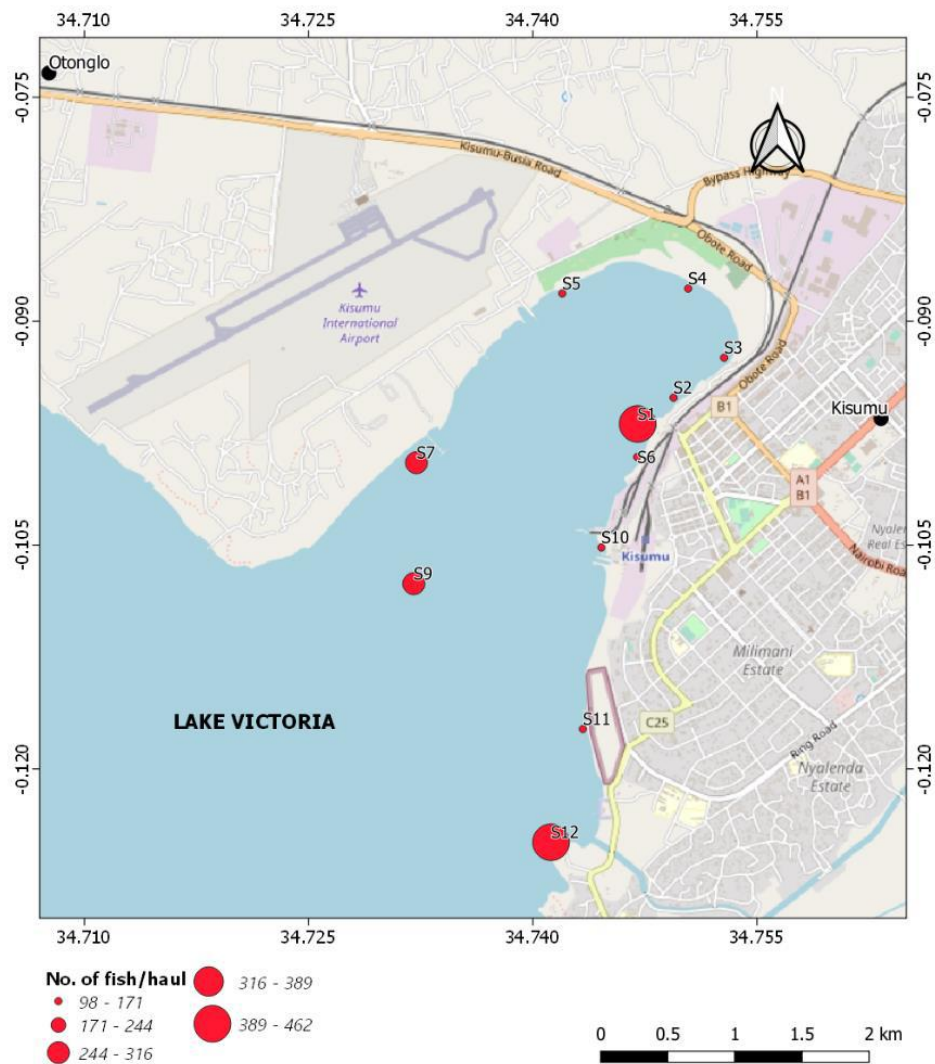 34.710 34.725 34.740 34.755
Otonglo
-0.075
-0.075
N
Kisumu-Busia Road
Bypass Highway
Obote Road
S5
S4
-0.090
-0.090
Kisumu
International
Airport
S3
Obote Road
S2
B1
Kisumu
S1
S7
S6
A1
B1
S10
Nyalenda
Real Est
-0.105
-0.105
Kisumu
Nairobi Road
S9
Milimani
Estate
LAKE VICTORIA
S11
C25
Ring Road
-0.120
-0.120
Nyalenda
Estate
S12
34.710 34.725 34.740 34.755
No. of fish/haul
98 - 171
171 - 244
244 - 316
316 - 389
389 - 462
0 0.5 1 1.5 2 km